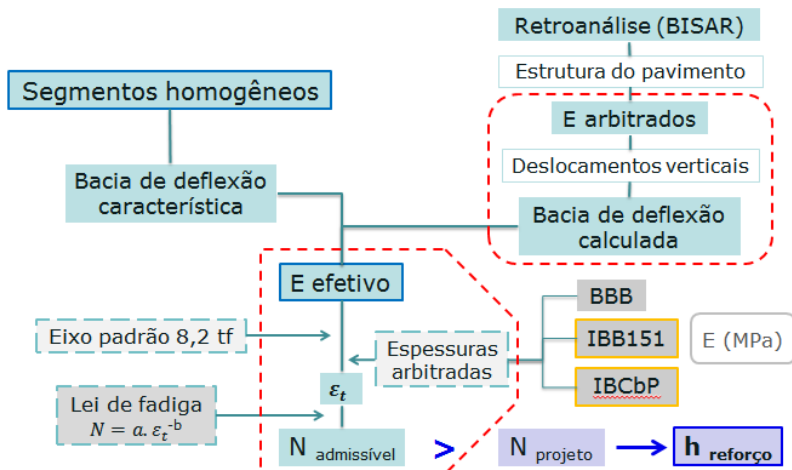 Retroanálise (BISAR)
Estrutura do pavimento
Segmentos homogêneos
E arbitrados
Deslocamentos verticais
Bacia de deflexão
característica
Bacia de deflexão
calculada
E efetivo
BBB
Eixo padrão 8,2 tf
Espessuras
arbitradas
IBB151
E (MPa)
IBCbP
εt
Lei de fadiga
N = a. εt-b
N admissível > N projeto
h reforço